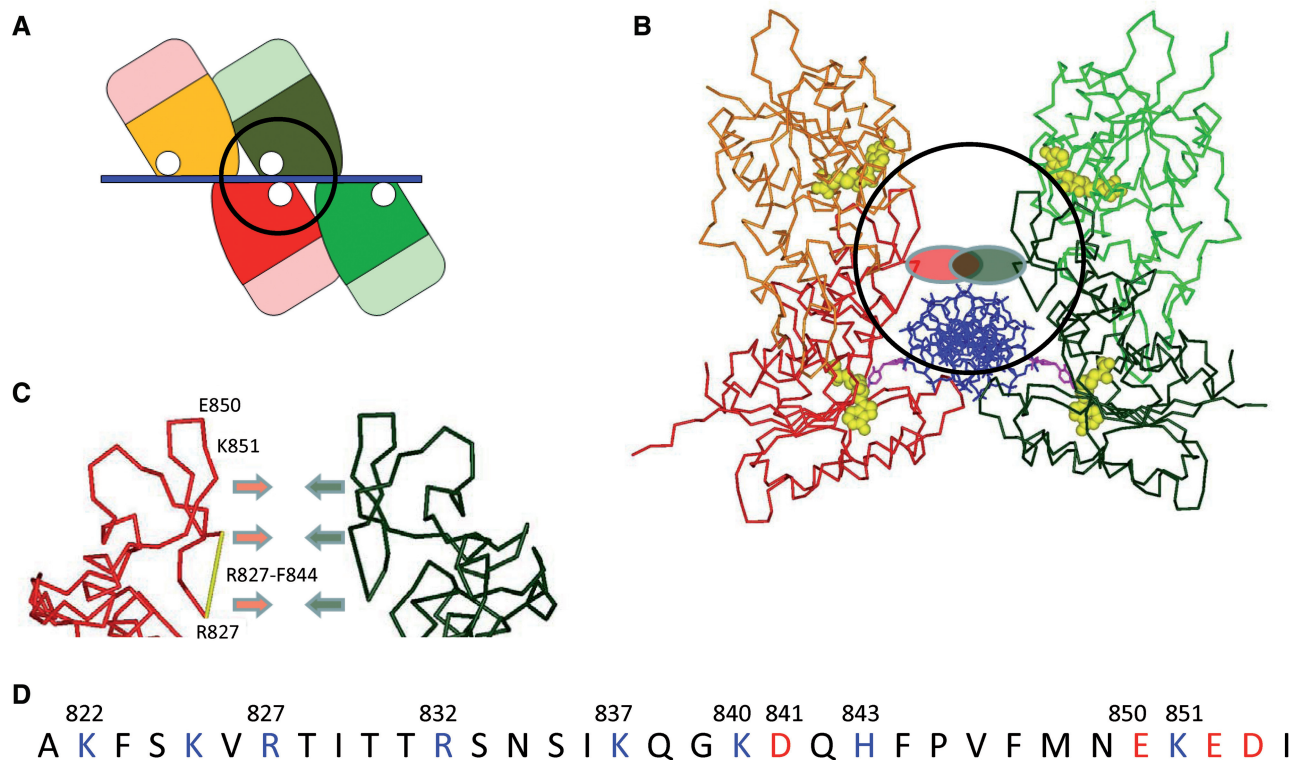 A
B
C
E850
K851
R827-F844
R827
D
822 827 832 837 840 841 843 850 851
A K F S K V R T I T T R S N S I K Q G K D Q H F P V F M N E K E D I